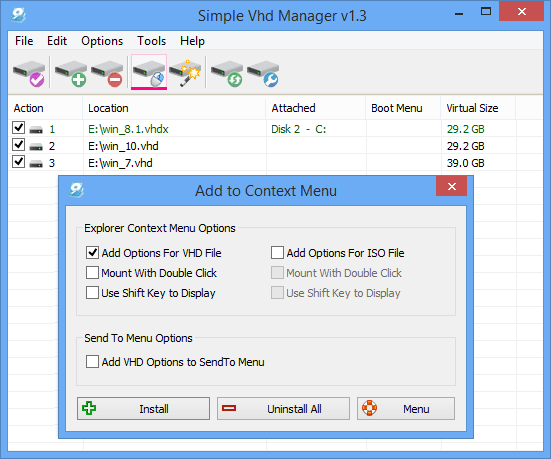 Simple Vhd Manager v1.3
File Edit Options Tools Help
Action Location Attached Boot Menu Virtual Size
1 E:\win_8.1.vhdx Disk 2 - C: 29.2 GB
2 E:\win_10.vhd 29.2 GB
3 E:\win_7.vhd 39.0 GB
Add to Context Menu
Explorer Context Menu Options
Add Options For VHD File Add Options For ISO File
Mount With Double Click Mount With Double Click
Use Shift Key to Display Use Shift Key to Display
Send To Menu Options
Add VHD Options to SendTo Menu
Install Uninstall All Menu